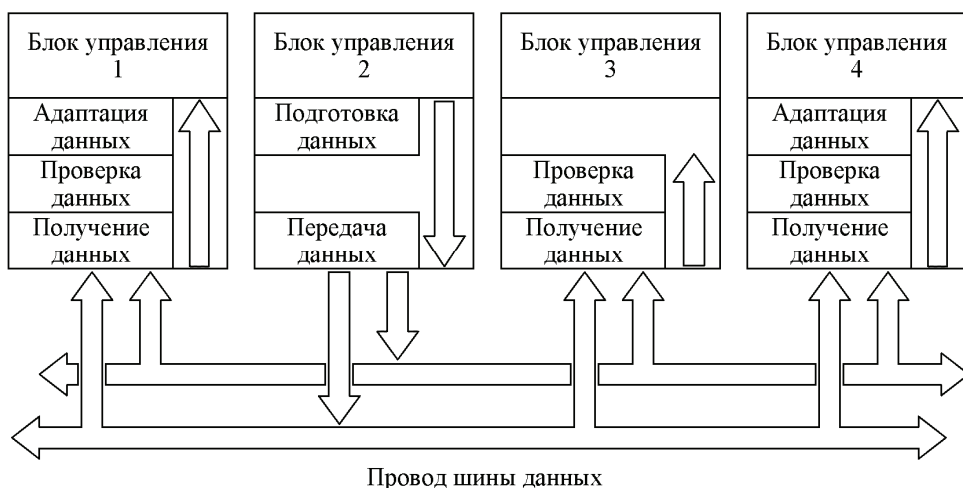 Блок управления
1
Адаптация
данных
Проверка
данных
Получение
данных
Блок управления
2
Подготовка
данных
Передача
данных
Блок управления
3
Проверка
данных
Получение
данных
Блок управления
4
Адаптация
данных
Проверка
данных
Получение
данных
Провод шины данных